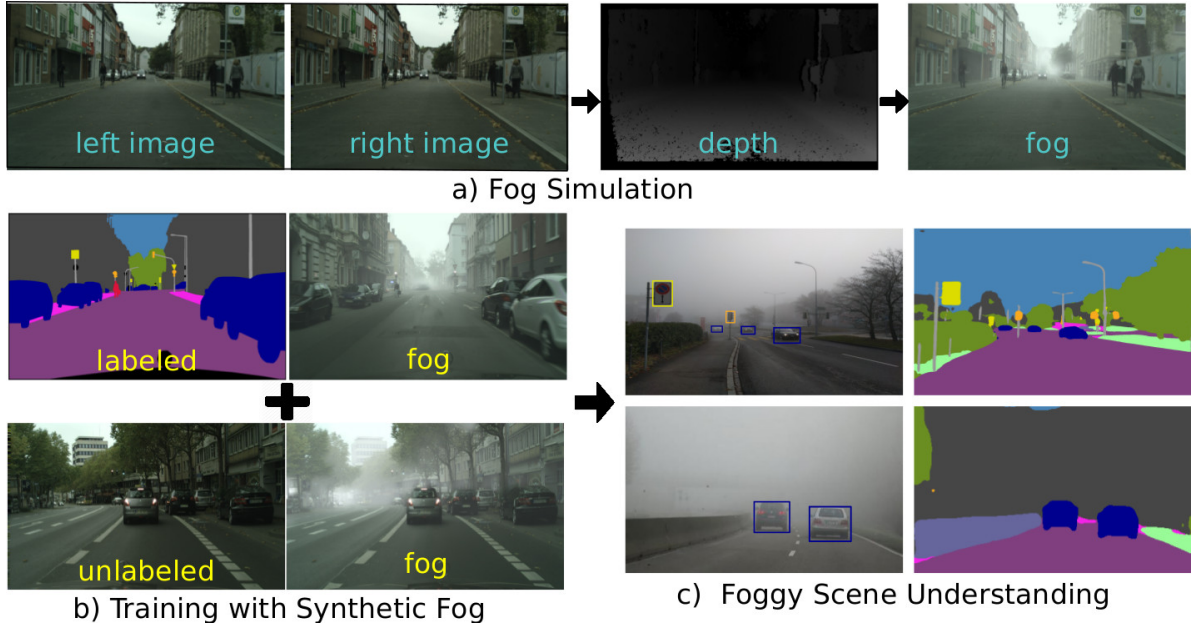 left image
right image
depth
fog
a) Fog Simulation
labeled
fog
unlabeled
fog
b) Training with Synthetic Fog
c) Foggy Scene Understanding